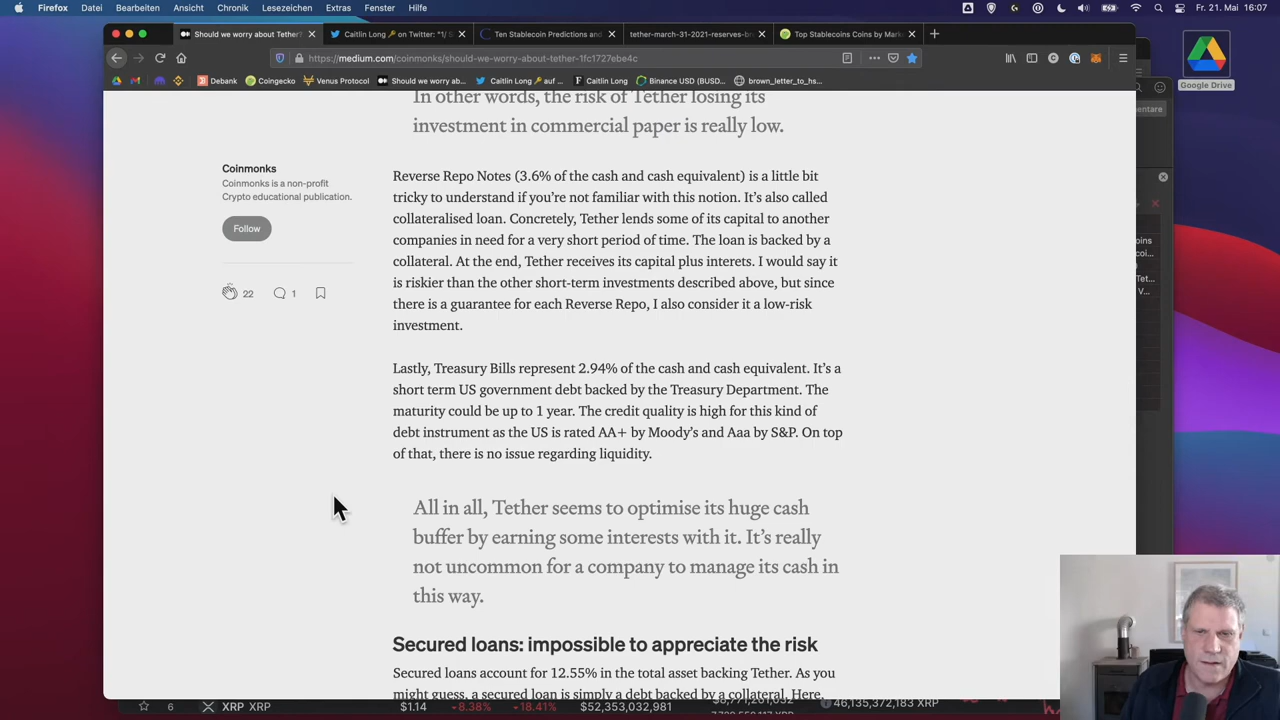 Firefox Datei Bearbeiten Ansicht Chronik Lesezeichen Extras Fenster Hilfe
Fr. 21. Mai 16:07
Should we worry about Tether?
Caitlin Long 🔑 on Twitter: "1/ S
Ten Stablecoin Predictions and
tether-march-31-2021-reserves-br
Top Stablecoins Coins by Mark
https://medium.com/coinmonks/should-we-worry-about-tether-1fc1727ebe4c
Debank Coingecko Venus Protocol Should we worry ab... Caitlin Long 🔑 auf ... Caitlin Long Binance USD (BUSD... brown_letter_to_hs...
Google Drive
In other words, the risk of Tether losing its
investment in commercial paper is really low.
Coinmonks
Coinmonks is a non-profit
Crypto educational publication.
Follow
22 1
Reverse Repo Notes (3.6% of the cash and cash equivalent) is a little bit
tricky to understand if you're not familiar with this notion. It's also called
collateralised loan. Concretely, Tether lends some of its capital to another
companies in need for a very short period of time. The loan is backed by a
collateral. At the end, Tether receives its capital plus interets. I would say it
is riskier than the other short-term investments described above, but since
there is a guarantee for each Reverse Repo, I also consider it a low-risk
investment.
Lastly, Treasury Bills represent 2.94% of the cash and cash equivalent. It's a
short term US government debt backed by the Treasury Department. The
maturity could be up to 1 year. The credit quality is high for this kind of
debt instrument as the US is rated AA+ by Moody's and Aaa by S&P. On top
of that, there is no issue regarding liquidity.
All in all, Tether seems to optimise its huge cash
buffer by earning some interests with it. It's really
not uncommon for a company to manage its cash in
this way.
Secured loans: impossible to appreciate the risk
Secured loans account for 12.55% in the total asset backing Tether. As you
might guess, a secured loan is simply a debt backed by a collateral. Here,
6 XRP XRP $1.14 8.38% 18.41% $52,353,032,981 46,135,372,183 XRP